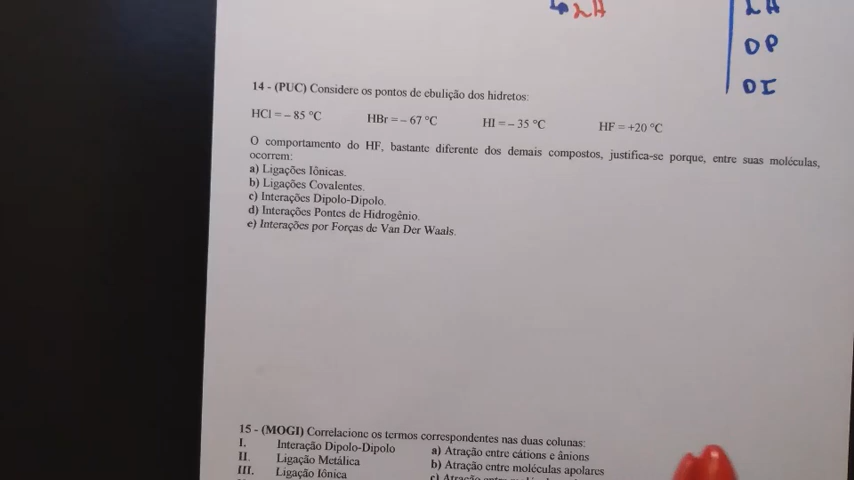 LH
LH
DP
DI
14 - (PUC) Considere os pontos de ebulição dos hidretos:
HCl = – 85 °C HBr = – 67 °C HI = – 35 °C HF = +20 °C
O comportamento do HF, bastante diferente dos demais compostos, justifica-se porque, entre suas moléculas,
ocorrem:
a) Ligações Iônicas.
b) Ligações Covalentes.
c) Interações Dipolo-Dipolo.
d) Interações Pontes de Hidrogênio.
e) Interações por Forças de Van Der Waals.
15 - (MOGI) Correlacione os termos correspondentes nas duas colunas:
I. Interação Dipolo-Dipolo a) Atração entre cátions e ânions
II. Ligação Metálica b) Atração entre moléculas apolares
III. Ligação Iônica c) Atração entre